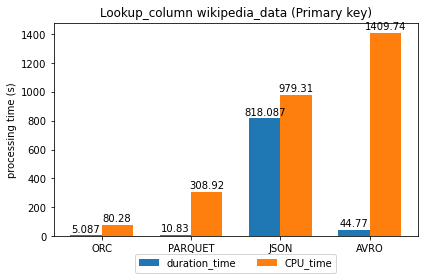 Lookup_column wikipedia_data (Primary key)
processing time (s)
1400
1200
1000
800
600
400
200
0
5.087
80.28
10.83
308.92
818.087
979.31
44.77
1409.74
ORC
PARQUET
JSON
AVRO
duration_time
CPU_time